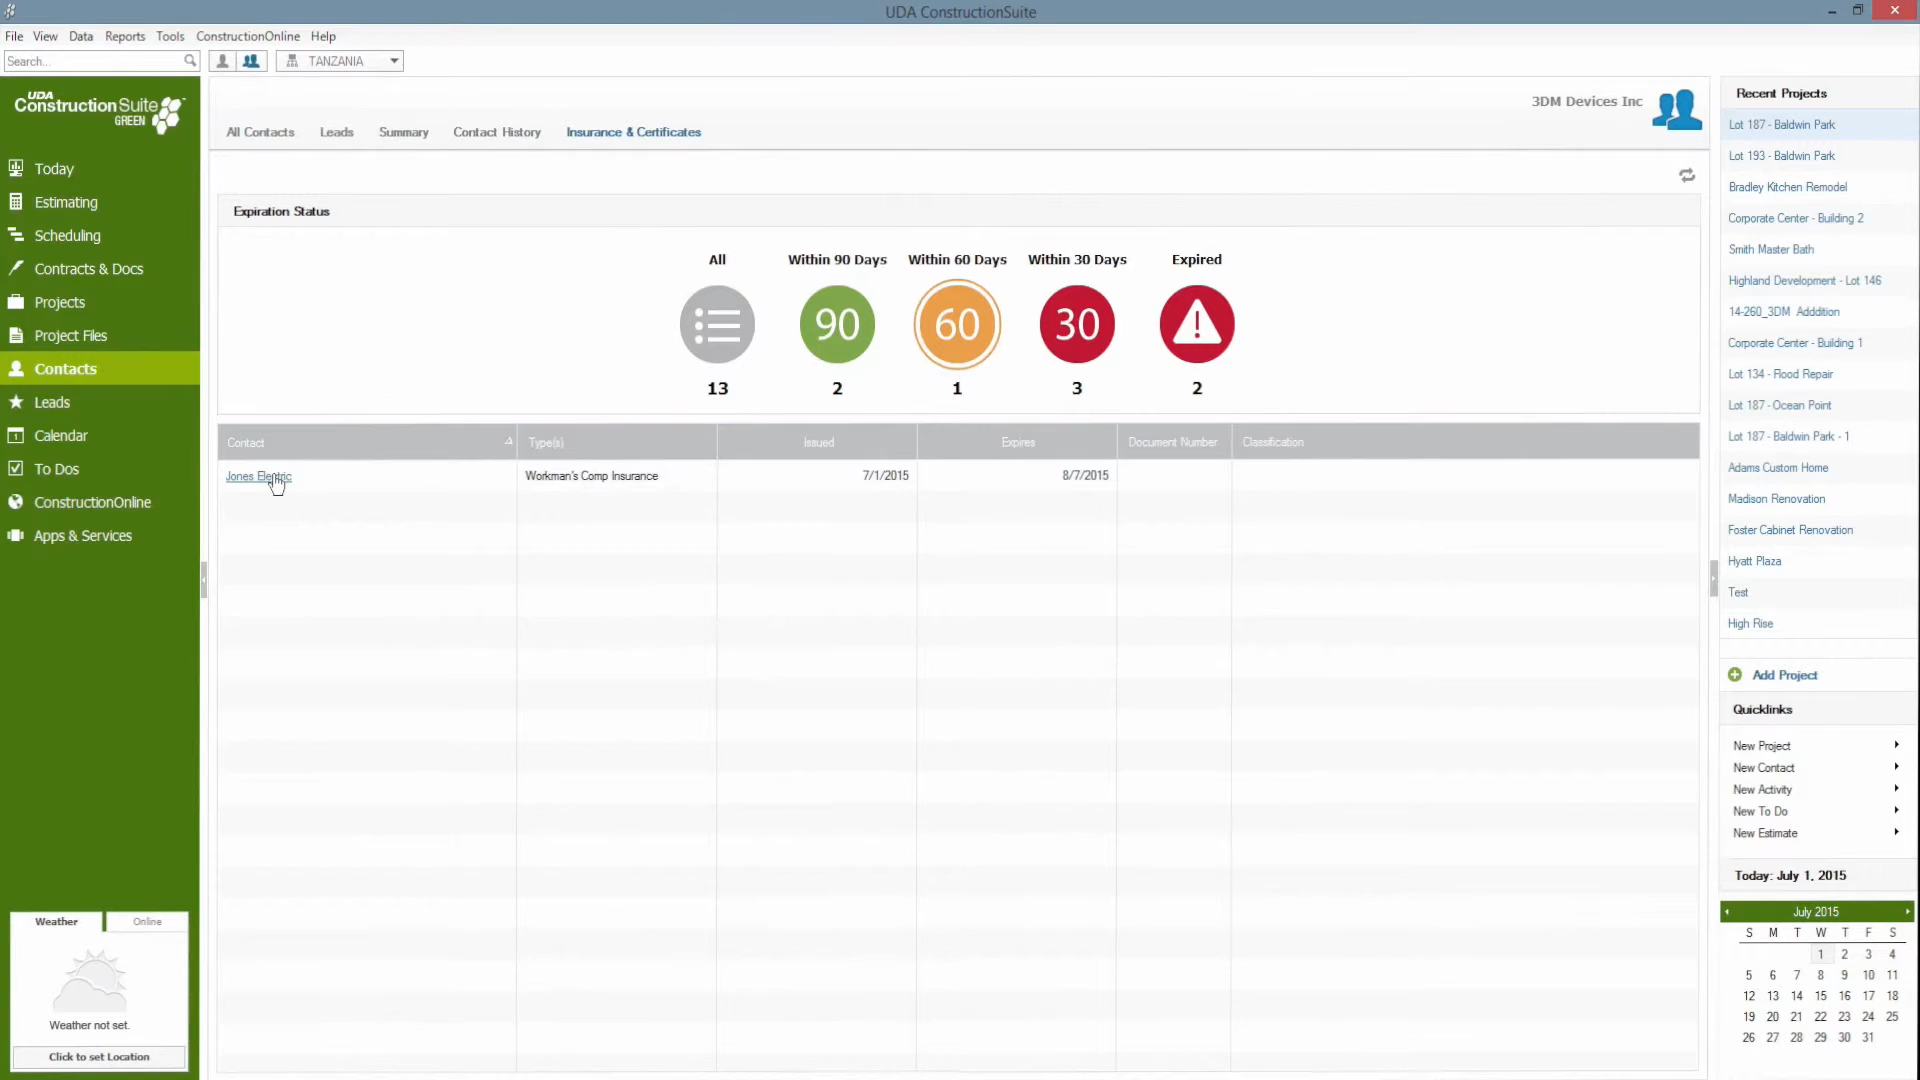 UDA ConstructionSuite
File View Data Reports Tools ConstructionOnline Help
Search...
TANZANIA
UDA
ConstructionSuite
GREEN
Today
Estimating
Scheduling
Contracts & Docs
Projects
Project Files
Contacts
Leads
Calendar
To Dos
ConstructionOnline
Apps & Services
Weather Online
Weather not set.
Click to set Location
3DM Devices Inc
All Contacts Leads Summary Contact History Insurance & Certificates
Expiration Status
All Within 90 Days Within 60 Days Within 30 Days Expired
90 60 30
13 2 1 3 2
Contact Type(s) Issued Expires Document Number Classification
Jones Electric Workman's Comp Insurance 7/1/2015 8/7/2015
Recent Projects
Lot 187 - Baldwin Park
Lot 193 - Baldwin Park
Bradley Kitchen Remodel
Corporate Center - Building 2
Smith Master Bath
Highland Development - Lot 146
14-260_3DM Adddition
Corporate Center - Building 1
Lot 134 - Flood Repair
Lot 187 - Ocean Point
Lot 187 - Baldwin Park - 1
Adams Custom Home
Madison Renovation
Foster Cabinet Renovation
Hyatt Plaza
Test
High Rise
Add Project
Quicklinks
New Project
New Contact
New Activity
New To Do
New Estimate
Today: July 1, 2015
July 2015
S M T W T F S
1 2 3 4
5 6 7 8 9 10 11
12 13 14 15 16 17 18
19 20 21 22 23 24 25
26 27 28 29 30 31